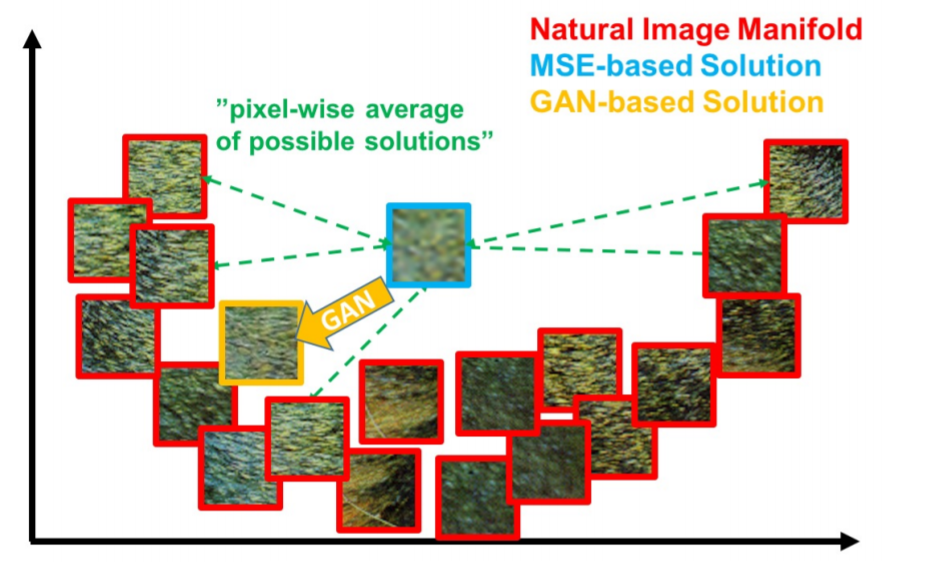 Natural Image Manifold
MSE-based Solution
GAN-based Solution
”pixel-wise average
of possible solutions”
GAN